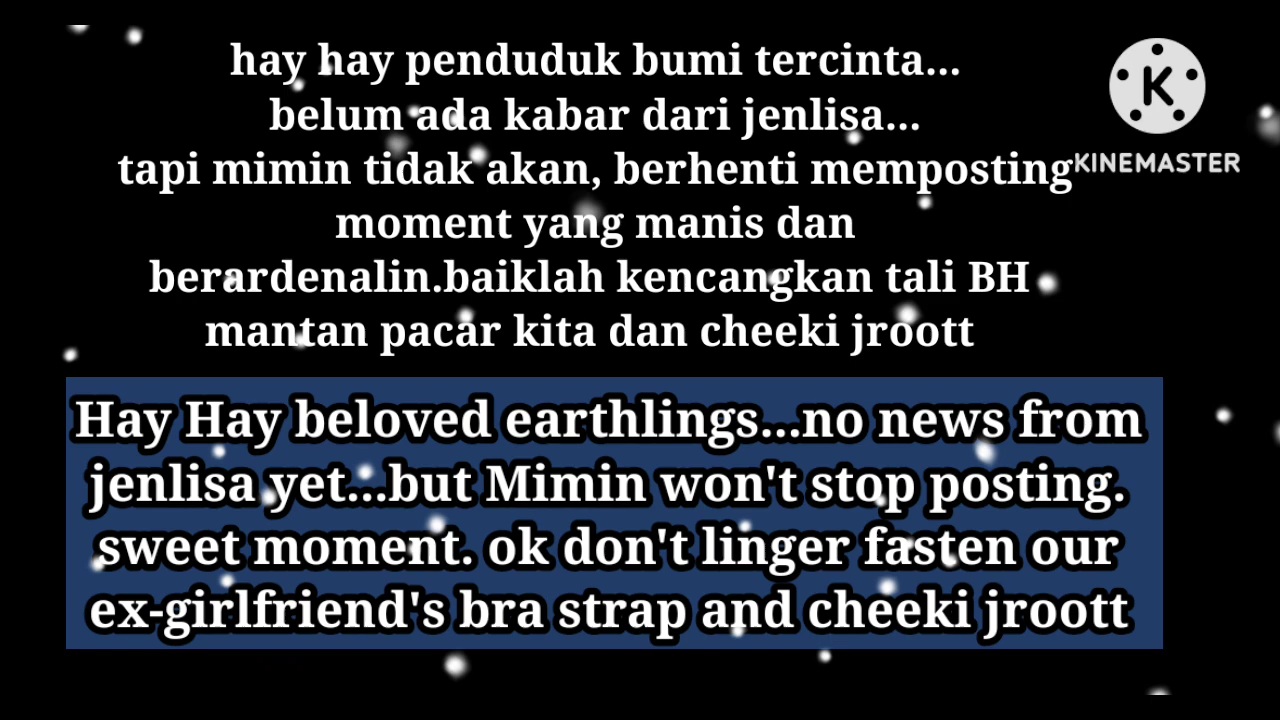 hay hay penduduk bumi tercinta...
belum ada kabar dari jenlisa...
tapi mimin tidak akan, berhenti memposting
moment yang manis dan
berardenalin.baiklah kencangkan tali BH
mantan pacar kita dan cheeki jroott
K
KINEMASTER
Hay Hay beloved earthlings...no news from
jenlisa yet...but Mimin won't stop posting.
sweet moment. ok don't linger fasten our
ex-girlfriend's bra strap and cheeki jroott